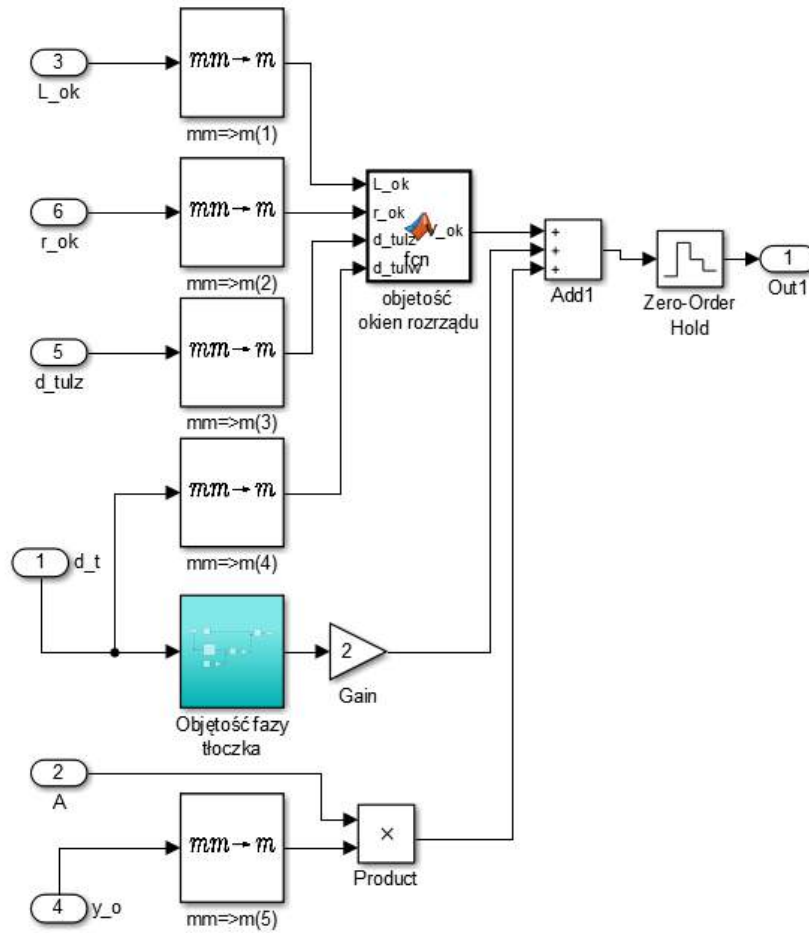 mm→m
3
L_ok
mm=>m(1)
mm→m
6
r_ok
mm=>m(2)
L_ok
r_ok
d_tulz
d_tulw
v_ok
fcn
objetość
okien rozrządu
+
+
+
Add1
Zero-Order
Hold
1
Out1
mm→m
5
d_tulz
mm=>m(3)
mm→m
mm=>m(4)
1
d_t
2
Gain
Objętość fazy
tłoczka
2
A
mm→m
×
Product
4
y_o
mm=>m(5)